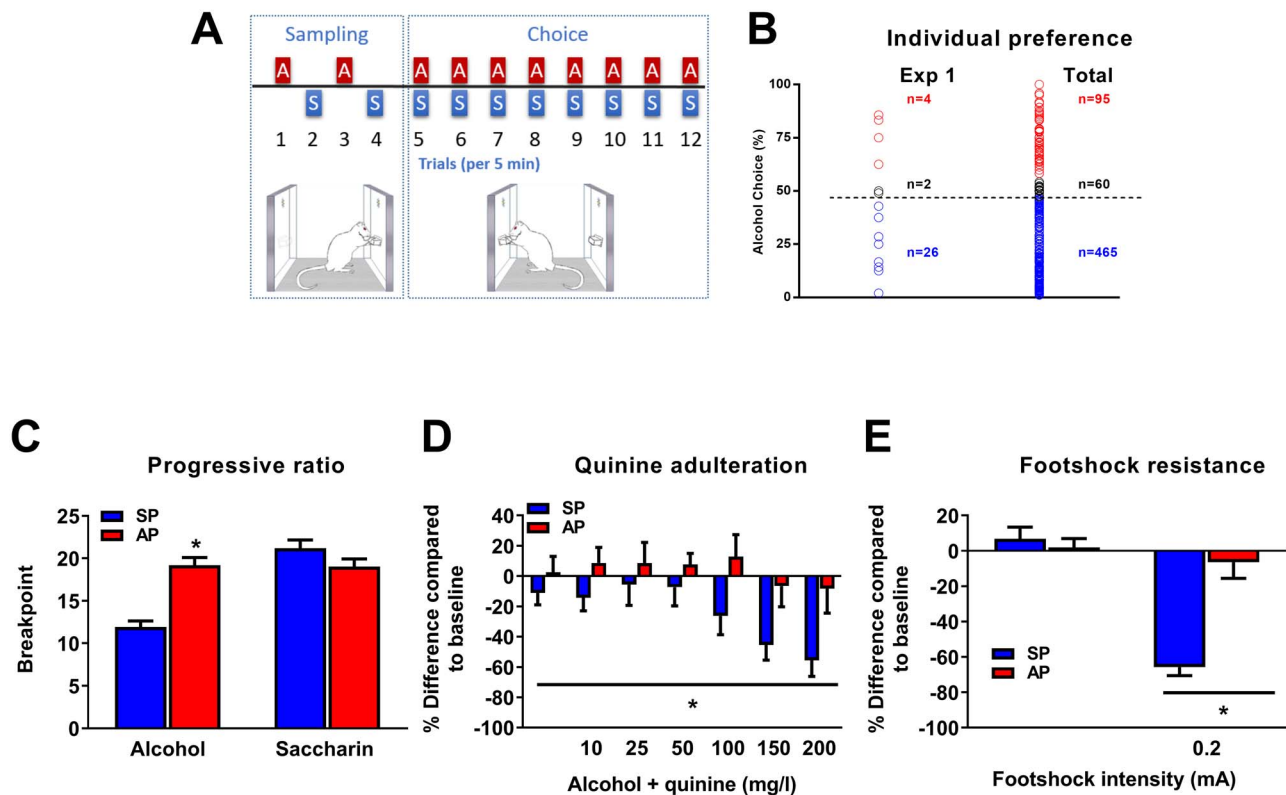 A
Sampling
Choice
A A A A A A A A A A
S S S S S S S S S S
1 2 3 4 5 6 7 8 9 10 11 12
Trials (per 5 min)
B
Individual preference
Exp 1 Total
Alcohol Choice (%)
100
75
50
25
0
n=4 n=95
n=2 n=60
n=26 n=465
C
Progressive ratio
SP
AP
*
Breakpoint
25
20
15
10
5
0
Alcohol Saccharin
D
Quinine adulteration
SP
AP
% Difference compared
to baseline
40
20
0
-20
-40
-60
-80
-100
*
10 25 50 100 150 200
Alcohol + quinine (mg/l)
E
Footshock resistance
% Difference compared
to baseline
20
0
-20
-40
-60
-80
-100
SP
AP
*
0.2
Footshock intensity (mA)